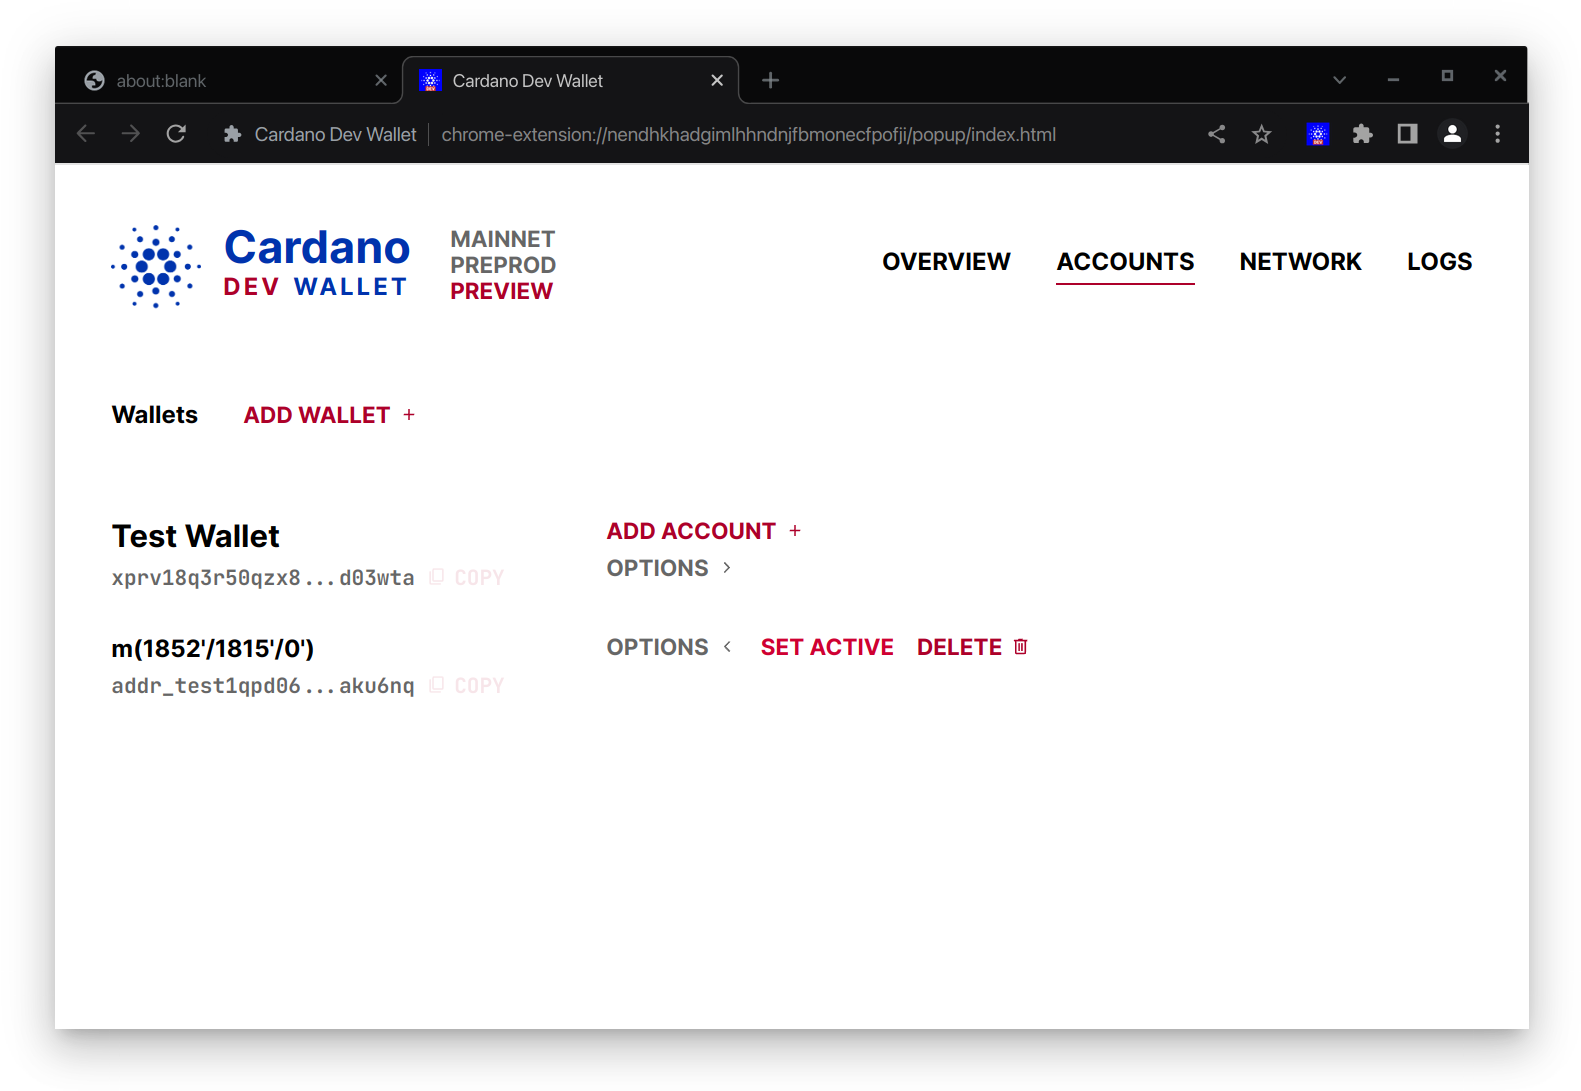 about:blank
Cardano Dev Wallet
Cardano Dev Wallet
chrome-extension://nendhkhadgimlhhndnjfbmonecfpofji/popup/index.html
Cardano
DEV WALLET
MAINNET
PREPROD
PREVIEW
OVERVIEW
ACCOUNTS
NETWORK
LOGS
Wallets
ADD WALLET +
Test Wallet
xprv18q3r50qzx8...d03wta
COPY
ADD ACCOUNT +
OPTIONS >
m(1852'/1815'/0')
addr_test1qpd06...aku6nq
COPY
OPTIONS <
SET ACTIVE
DELETE